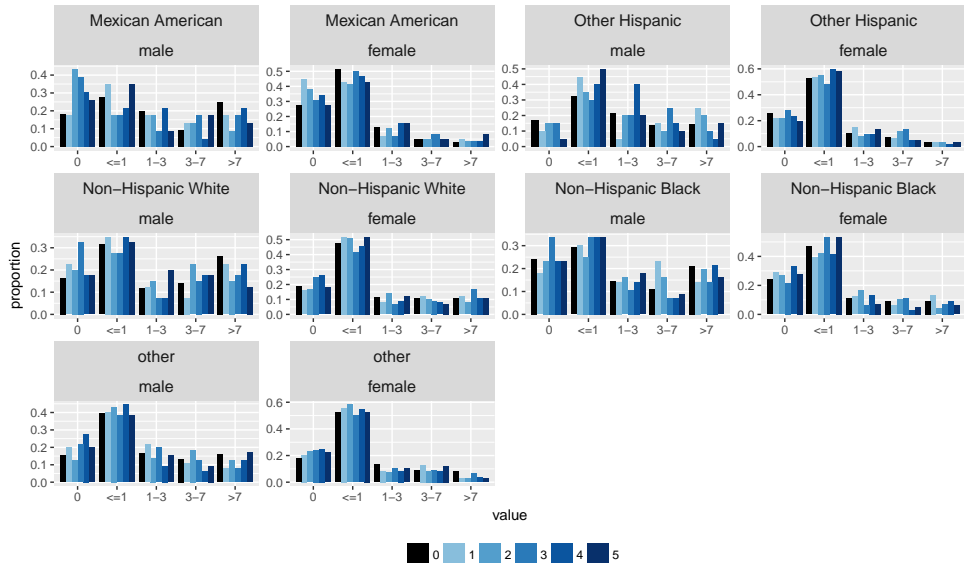 Mexican American Mexican American Other Hispanic Other Hispanic
male female male female
0.4 0.3 0.2 0.1 0.0
0 <=1 1−3 3−7 >7
0.5 0.4 0.3 0.2 0.1 0.0
0 <=1 1−3 3−7 >7
0.5 0.4 0.3 0.2 0.1 0.0
0 <=1 1−3 3−7 >7
0.6 0.4 0.2 0.0
0 <=1 1−3 3−7 >7
Non−Hispanic White Non−Hispanic White Non−Hispanic Black Non−Hispanic Black
male female male female
proportion
0.3 0.2 0.1 0.0
0 <=1 1−3 3−7 >7
0.5 0.4 0.3 0.2 0.1 0.0
0 <=1 1−3 3−7 >7
0.3 0.2 0.1 0.0
0 <=1 1−3 3−7 >7
0.4 0.2 0.0
0 <=1 1−3 3−7 >7
other other
male female
0.4 0.3 0.2 0.1 0.0
0 <=1 1−3 3−7 >7
0.6 0.4 0.2 0.0
0 <=1 1−3 3−7 >7
value
0 1 2 3 4 5